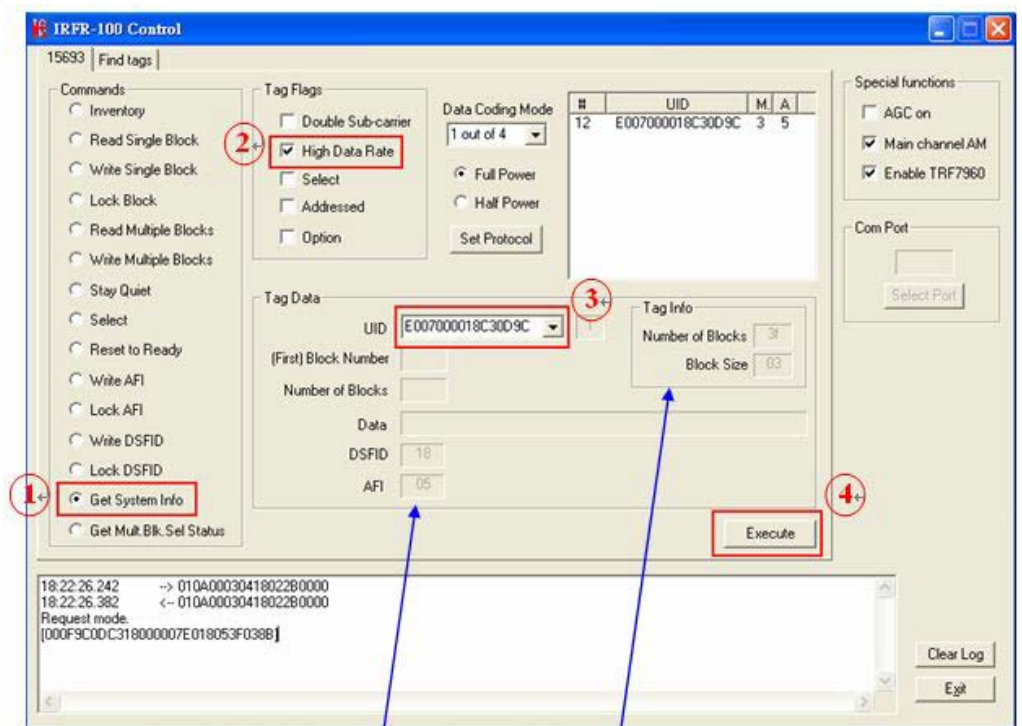 IRFR-100 Control
15693 Find tags
Commands
Inventory
Read Single Block
Write Single Block
Lock Block
Read Multiple Blocks
Write Multiple Blocks
Stay Quiet
Select
Reset to Ready
Write AFI
Lock AFI
Write DSFID
Lock DSFID
1
Get System Info
Get Mult.Blk.Sel Status
Tag Flags
Double Sub-carrier
2
High Data Rate
Select
Addressed
Option
Data Coding Mode
1 out of 4
Full Power
Half Power
Set Protocol
# UID M. A
12 E007000018C30D9C 3 5
Special functions
AGC on
Main channel AM
Enable TRF7960
Com Port
Select Port
Tag Data
3
UID E007000018C30D9C
(First) Block Number
Number of Blocks
Data
DSFID 18
AFI 05
Tag Info
Number of Blocks 3f
Block Size 03
4
Execute
18:22:26.242 --> 010A00030418022B0000
18:22:26.382 <-- 010A00030418022B0000
Request mode.
[000F9C0DC318000007E018053F038B]
Clear Log
Exit